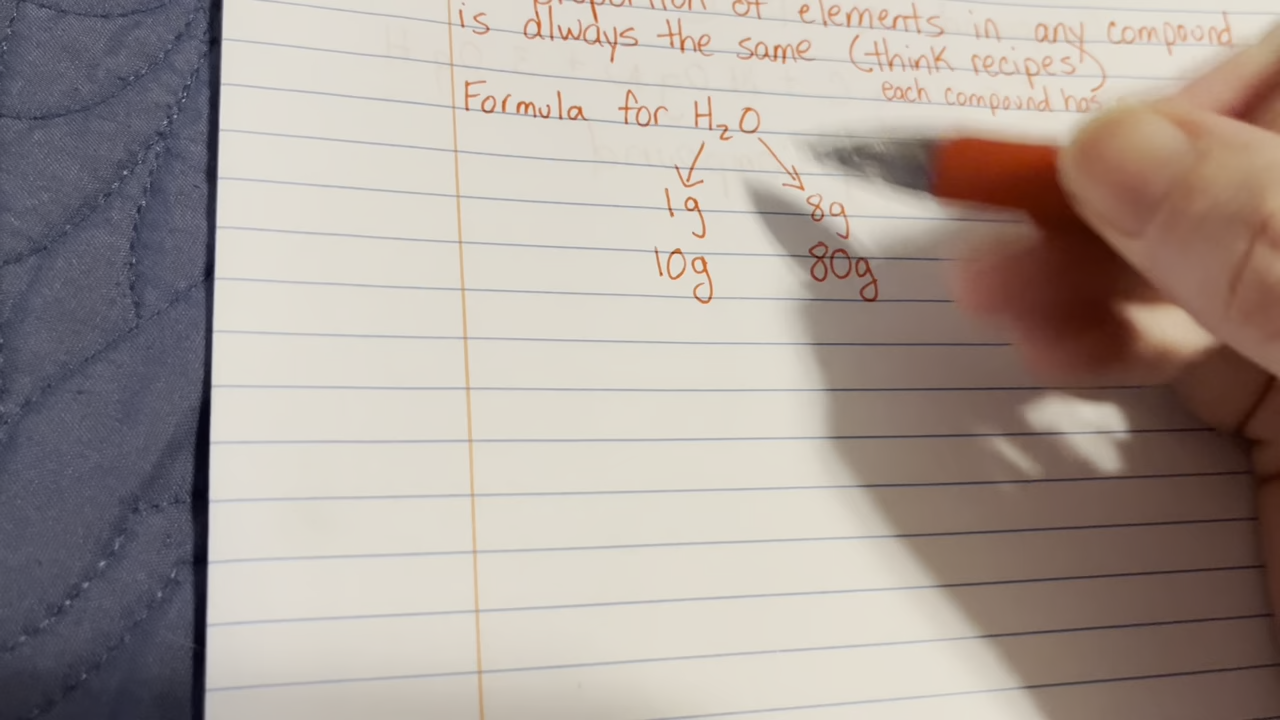 proportion of elements in any compound
is always the same (think recipes)
each compound has
Formula for H₂O
1g 8g
10g 80g